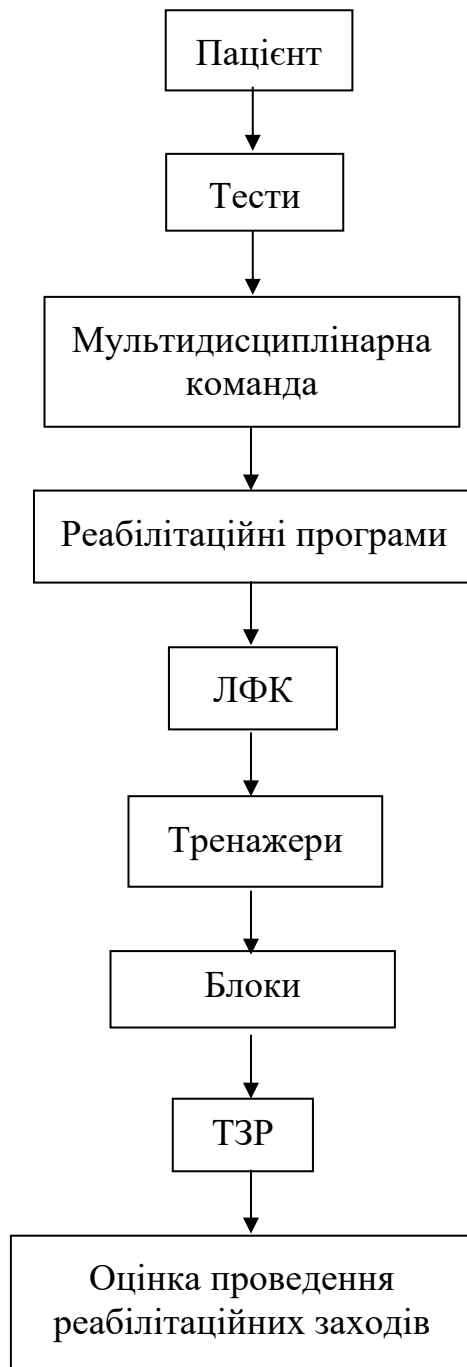 Пацієнт
Тести
Мультидисциплінарна
команда
Реабілітаційні програми
ЛФК
Тренажери
Блоки
ТЗР
Оцінка проведення
реабілітаційних заходів